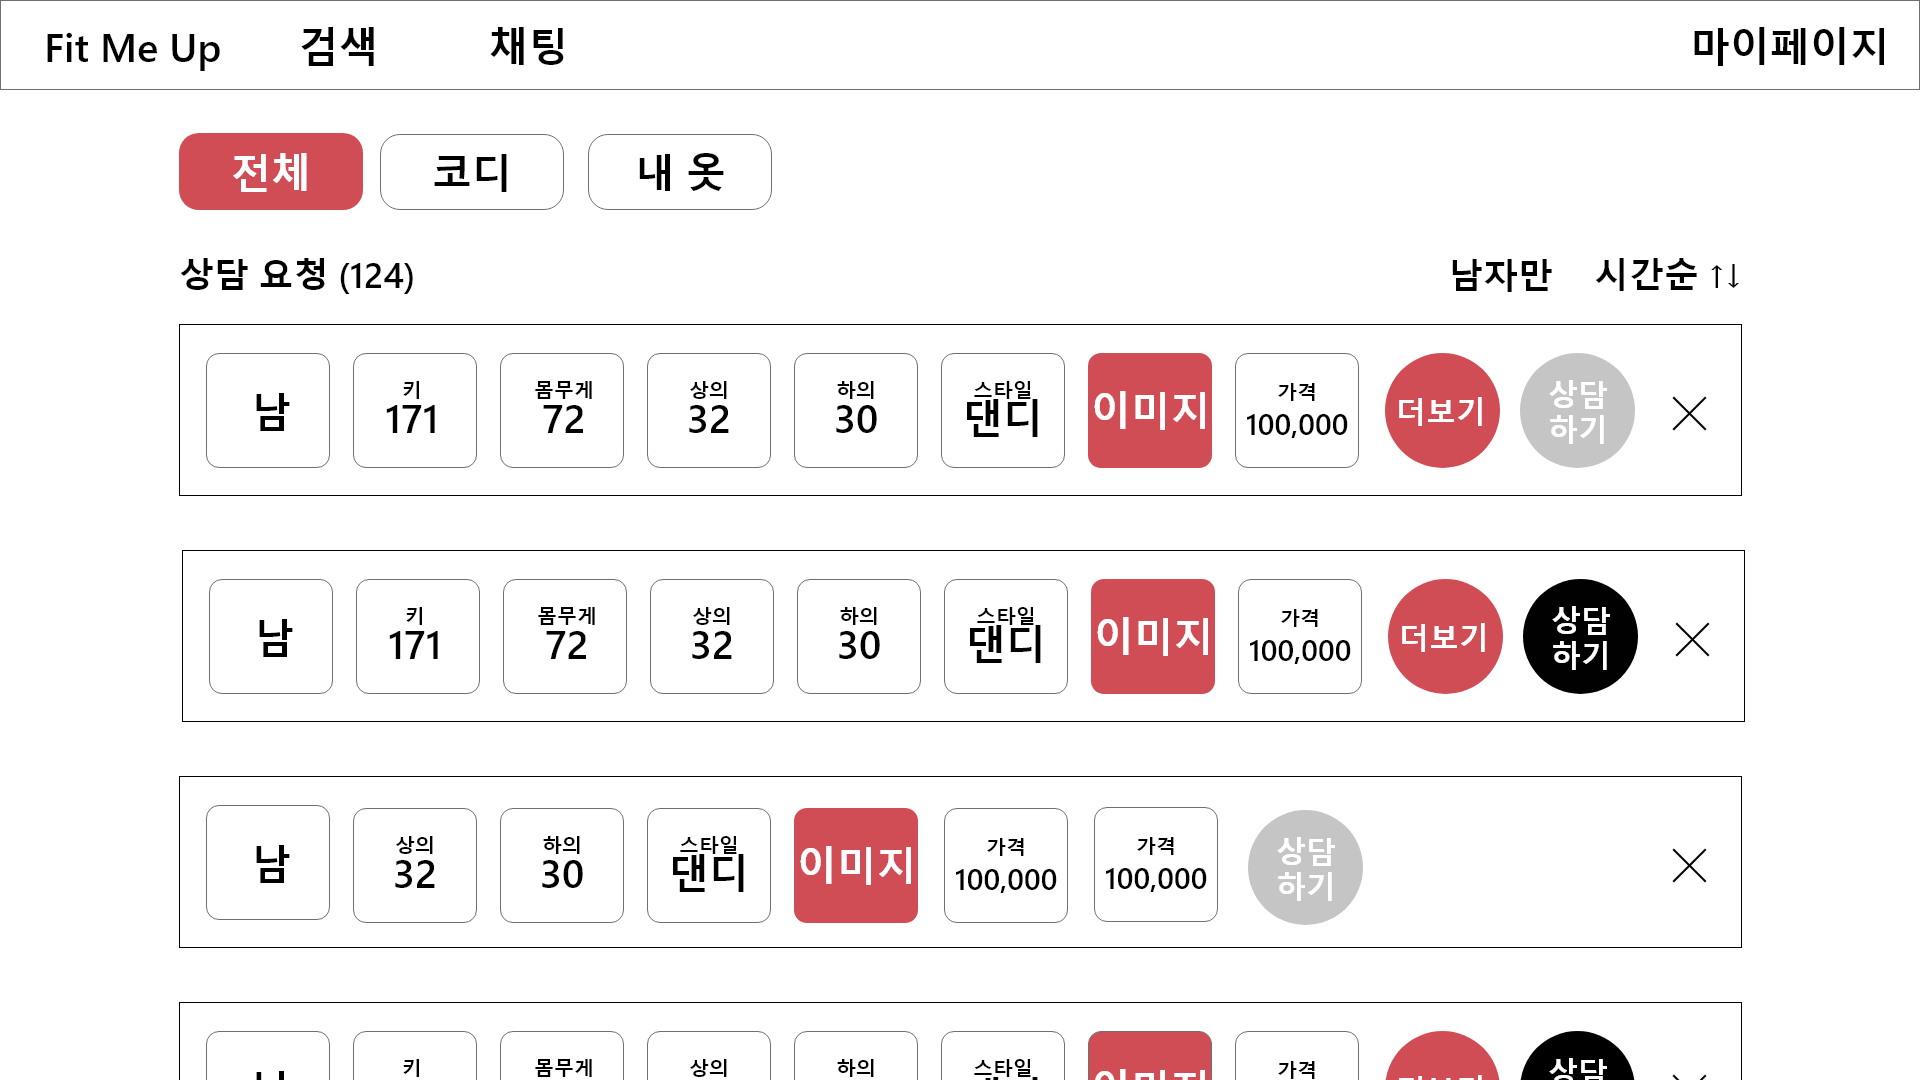 Fit Me Up 검색 채팅 마이페이지
전체 코디 내 옷
상담 요청 (124) 남자만 시간순 ↑↓
남 키 171 몸무게 72 상의 32 하의 30 스타일 댄디 이미지 가격 100,000 더보기 상담 하기
남 키 171 몸무게 72 상의 32 하의 30 스타일 댄디 이미지 가격 100,000 더보기 상담 하기
남 상의 32 하의 30 스타일 댄디 이미지 가격 100,000 가격 100,000 상담 하기
키 몸무게 상의 하의 스타일 가격 상담